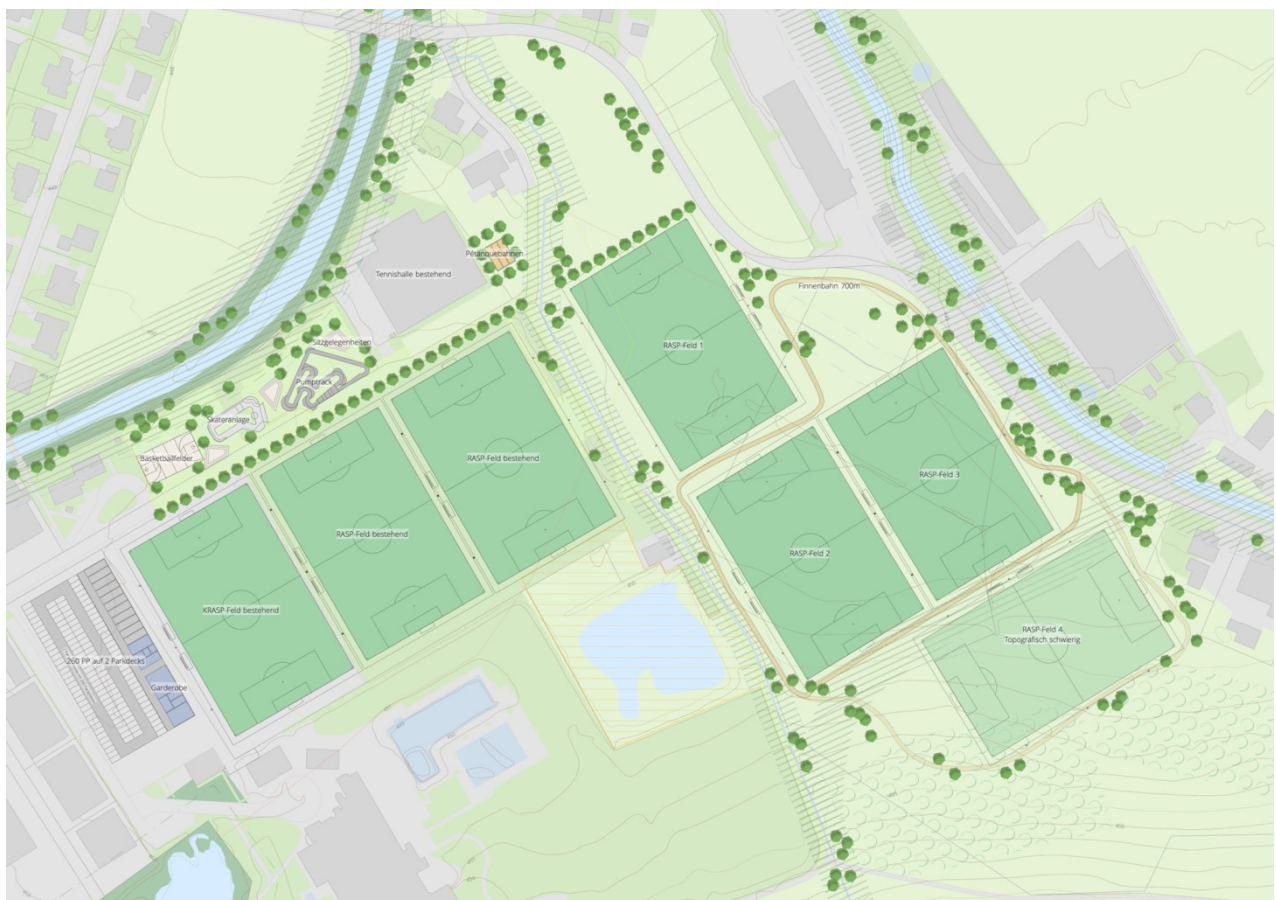 Pétanquebahnen
Tennishalle bestehend
Finnenbahn 700m
Sitzgelegenheiten
RASP-Feld 1
Pumptrack
Skateranlage
Basketballfelder
RASP-Feld bestehend
RASP-Feld 3
RASP-Feld bestehend
RASP-Feld 2
KRASP-Feld bestehend
RASP-Feld 4
Topografisch schwierig
260 PP auf 2 Parkdecks
Garderobe